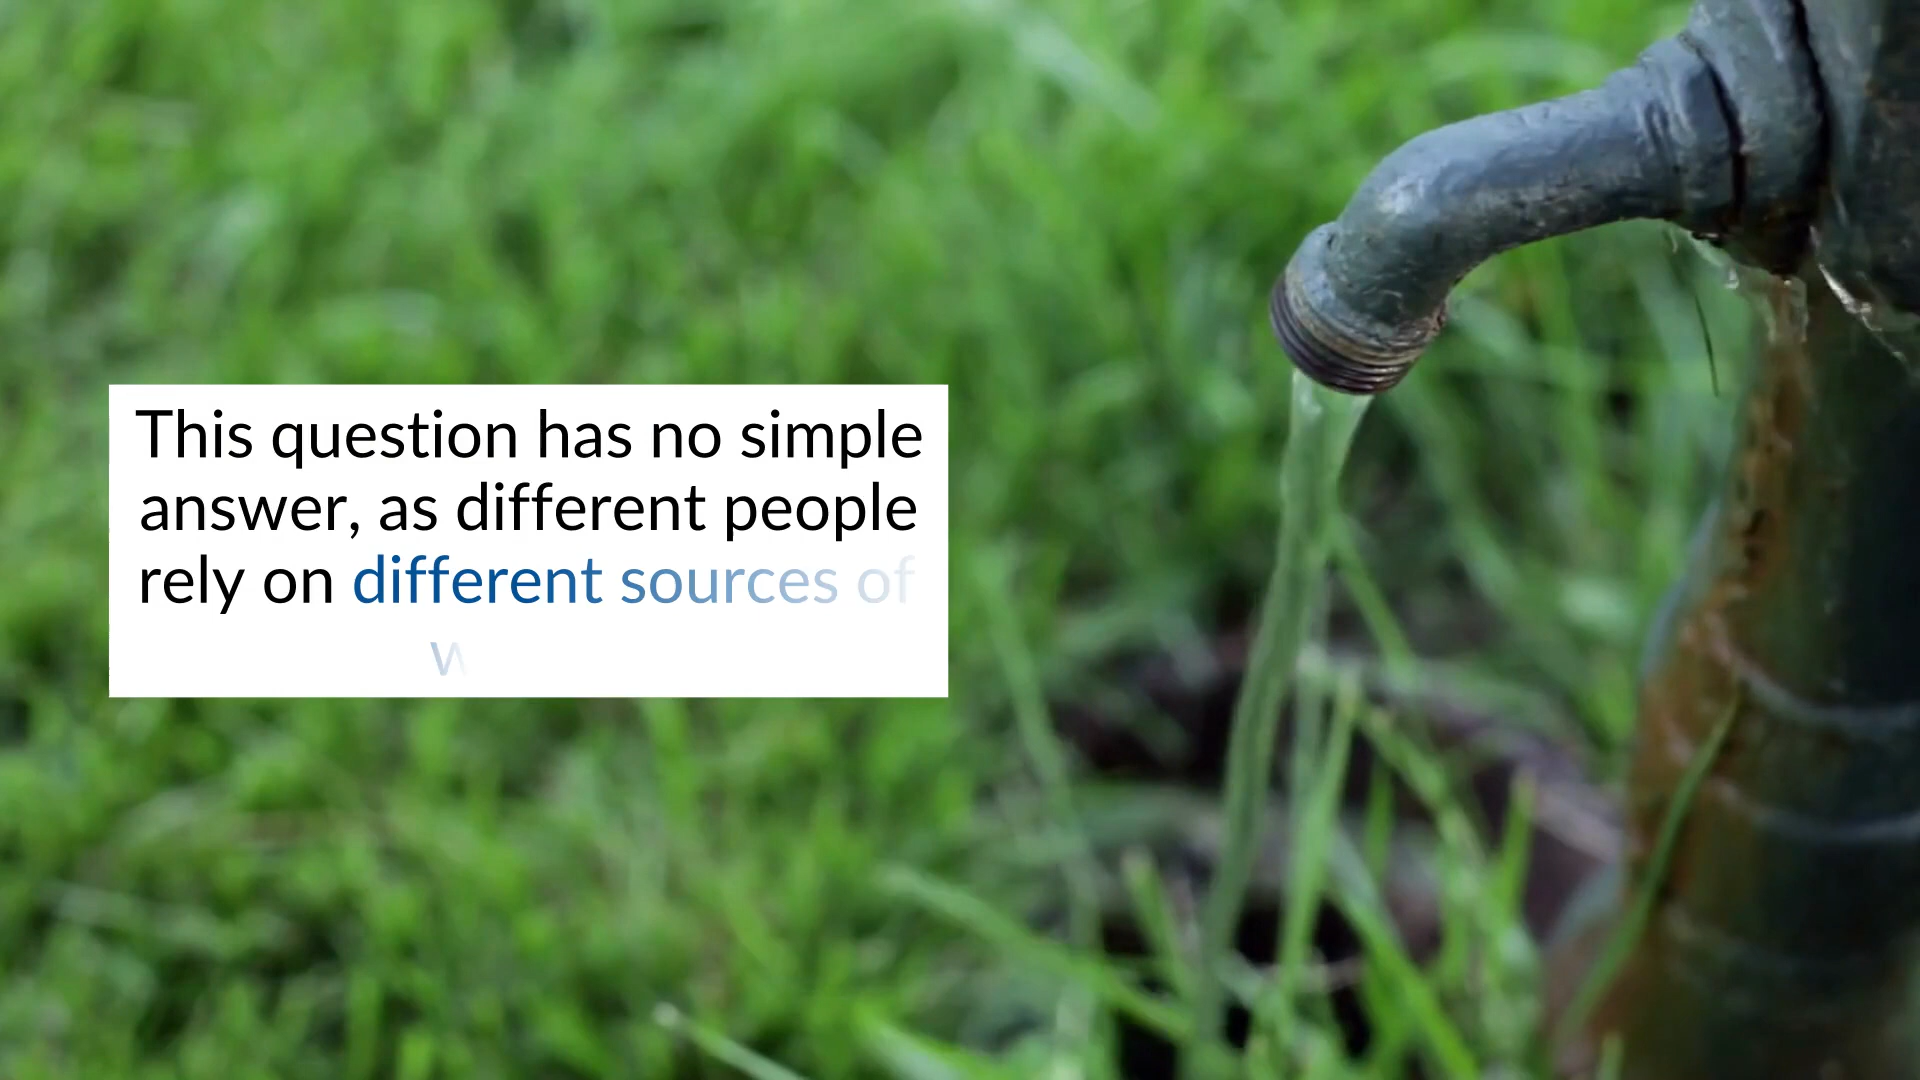 This question has no simple
answer, as different people
rely on different sources of